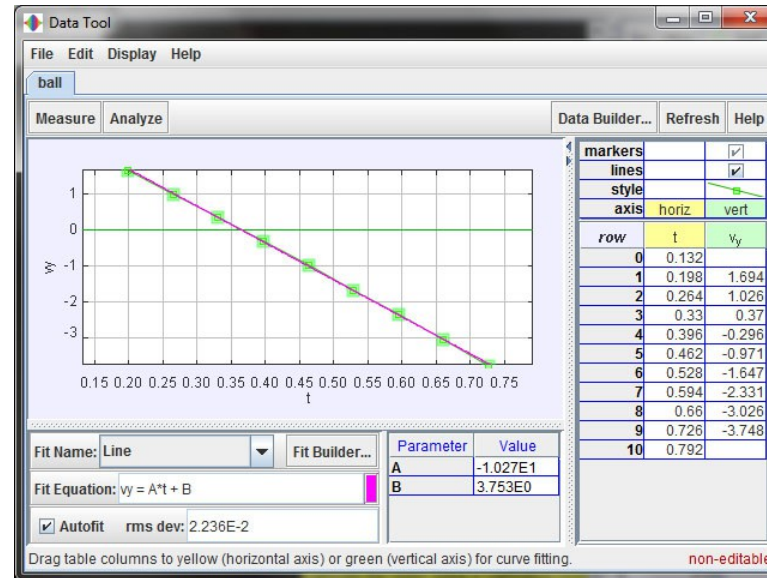 Data Tool
File Edit Display Help
ball
Measure Analyze Data Builder... Refresh Help
1
0
-1
-2
-3
vy
0.15 0.20 0.25 0.30 0.35 0.40 0.45 0.50 0.55 0.60 0.65 0.70 0.75
t
markers
lines
style
axis horiz vert
row t vy
0 0.132
1 0.198 1.694
2 0.264 1.026
3 0.33 0.37
4 0.396 -0.296
5 0.462 -0.971
6 0.528 -1.647
7 0.594 -2.331
8 0.66 -3.026
9 0.726 -3.748
10 0.792
Fit Name: Line Fit Builder...
Fit Equation: vy = A*t + B
Autofit rms dev: 2.236E-2
Parameter Value
A -1.027E1
B 3.753E0
Drag table columns to yellow (horizontal axis) or green (vertical axis) for curve fitting. non-editable